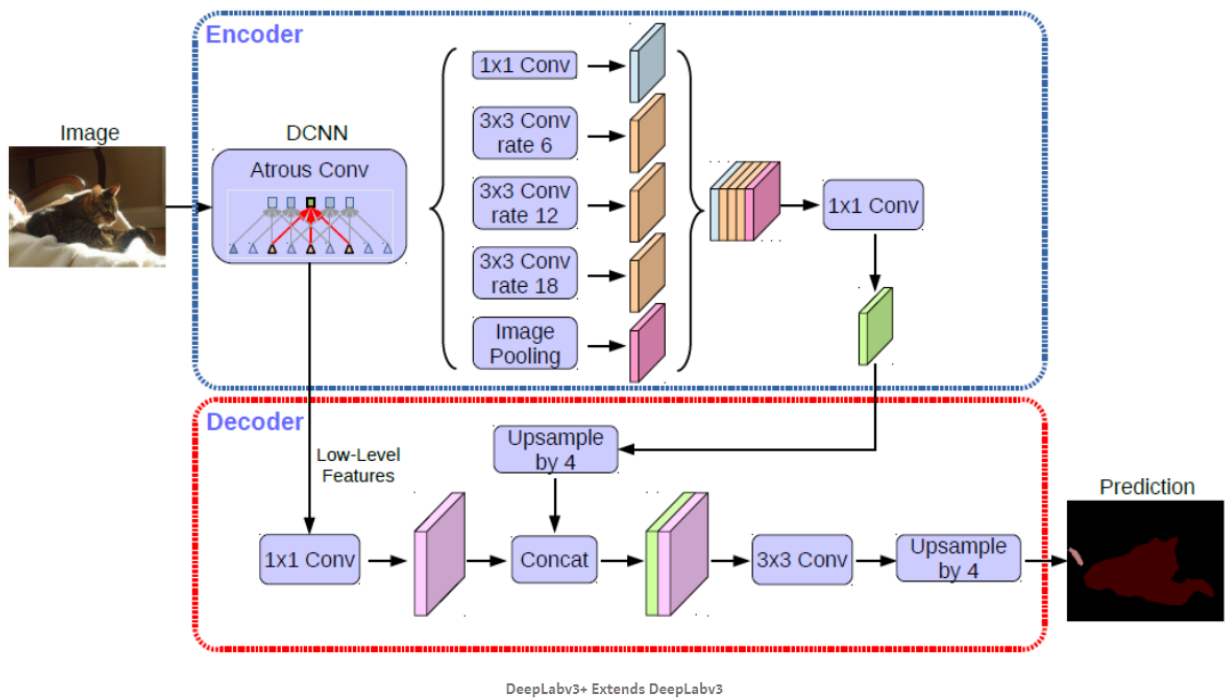 Encoder
Image
DCNN
Atrous Conv
1x1 Conv
3x3 Conv
rate 6
3x3 Conv
rate 12
3x3 Conv
rate 18
Image
Pooling
1x1 Conv
Decoder
Low-Level
Features
Upsample
by 4
1x1 Conv
Concat
3x3 Conv
Upsample
by 4
Prediction
DeepLabv3+ Extends DeepLabv3